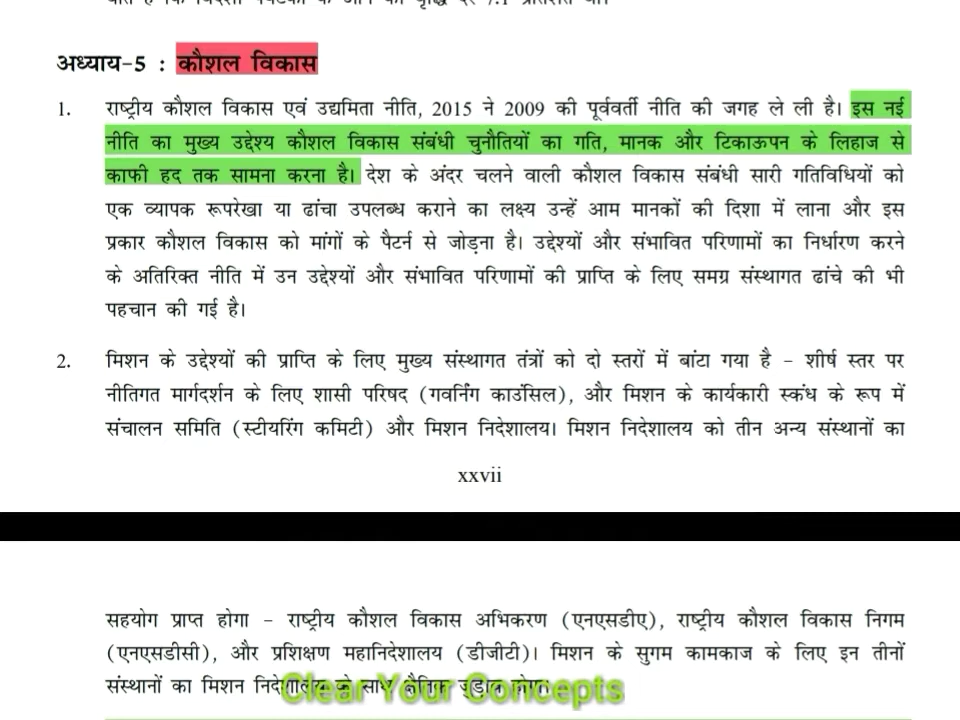 अध्याय-5 : कौशल विकास
1. राष्ट्रीय कौशल विकास एवं उद्यमिता नीति, 2015 ने 2009 की पूर्ववर्ती नीति की जगह ले ली है। इस नई
नीति का मुख्य उद्देश्य कौशल विकास संबंधी चुनौतियों का गति, मानक और टिकाऊपन के लिहाज से
काफी हद तक सामना करना है। देश के अंदर चलने वाली कौशल विकास संबंधी सारी गतिविधियों को
एक व्यापक रूपरेखा या ढांचा उपलब्ध कराने का लक्ष्य उन्हें आम मानकों की दिशा में लाना और इस
प्रकार कौशल विकास को मांगों के पैटर्न से जोड़ना है। उद्देश्यों और संभावित परिणामों का निर्धारण करने
के अतिरिक्त नीति में उन उद्देश्यों और संभावित परिणामों की प्राप्ति के लिए समग्र संस्थागत ढांचे की भी
पहचान की गई है।
2. मिशन के उद्देश्यों की प्राप्ति के लिए मुख्य संस्थागत तंत्रों को दो स्तरों में बांटा गया है – शीर्ष स्तर पर
नीतिगत मार्गदर्शन के लिए शासी परिषद (गवर्निंग काउंसिल), और मिशन के कार्यकारी स्कंध के रूप में
संचालन समिति (स्टीयरिंग कमिटी) और मिशन निदेशालय। मिशन निदेशालय को तीन अन्य संस्थानों का
xxvii
सहयोग प्राप्त होगा – राष्ट्रीय कौशल विकास अभिकरण (एनएसडीए), राष्ट्रीय कौशल विकास निगम
(एनएसडीसी), और प्रशिक्षण महानिदेशालय (डीजीटी)। मिशन के सुगम कामकाज के लिए इन तीनों
संस्थानों का मिशन निदेशालय के साथ क्षैतिक जुड़ाव होगा।
Clear Your Concepts